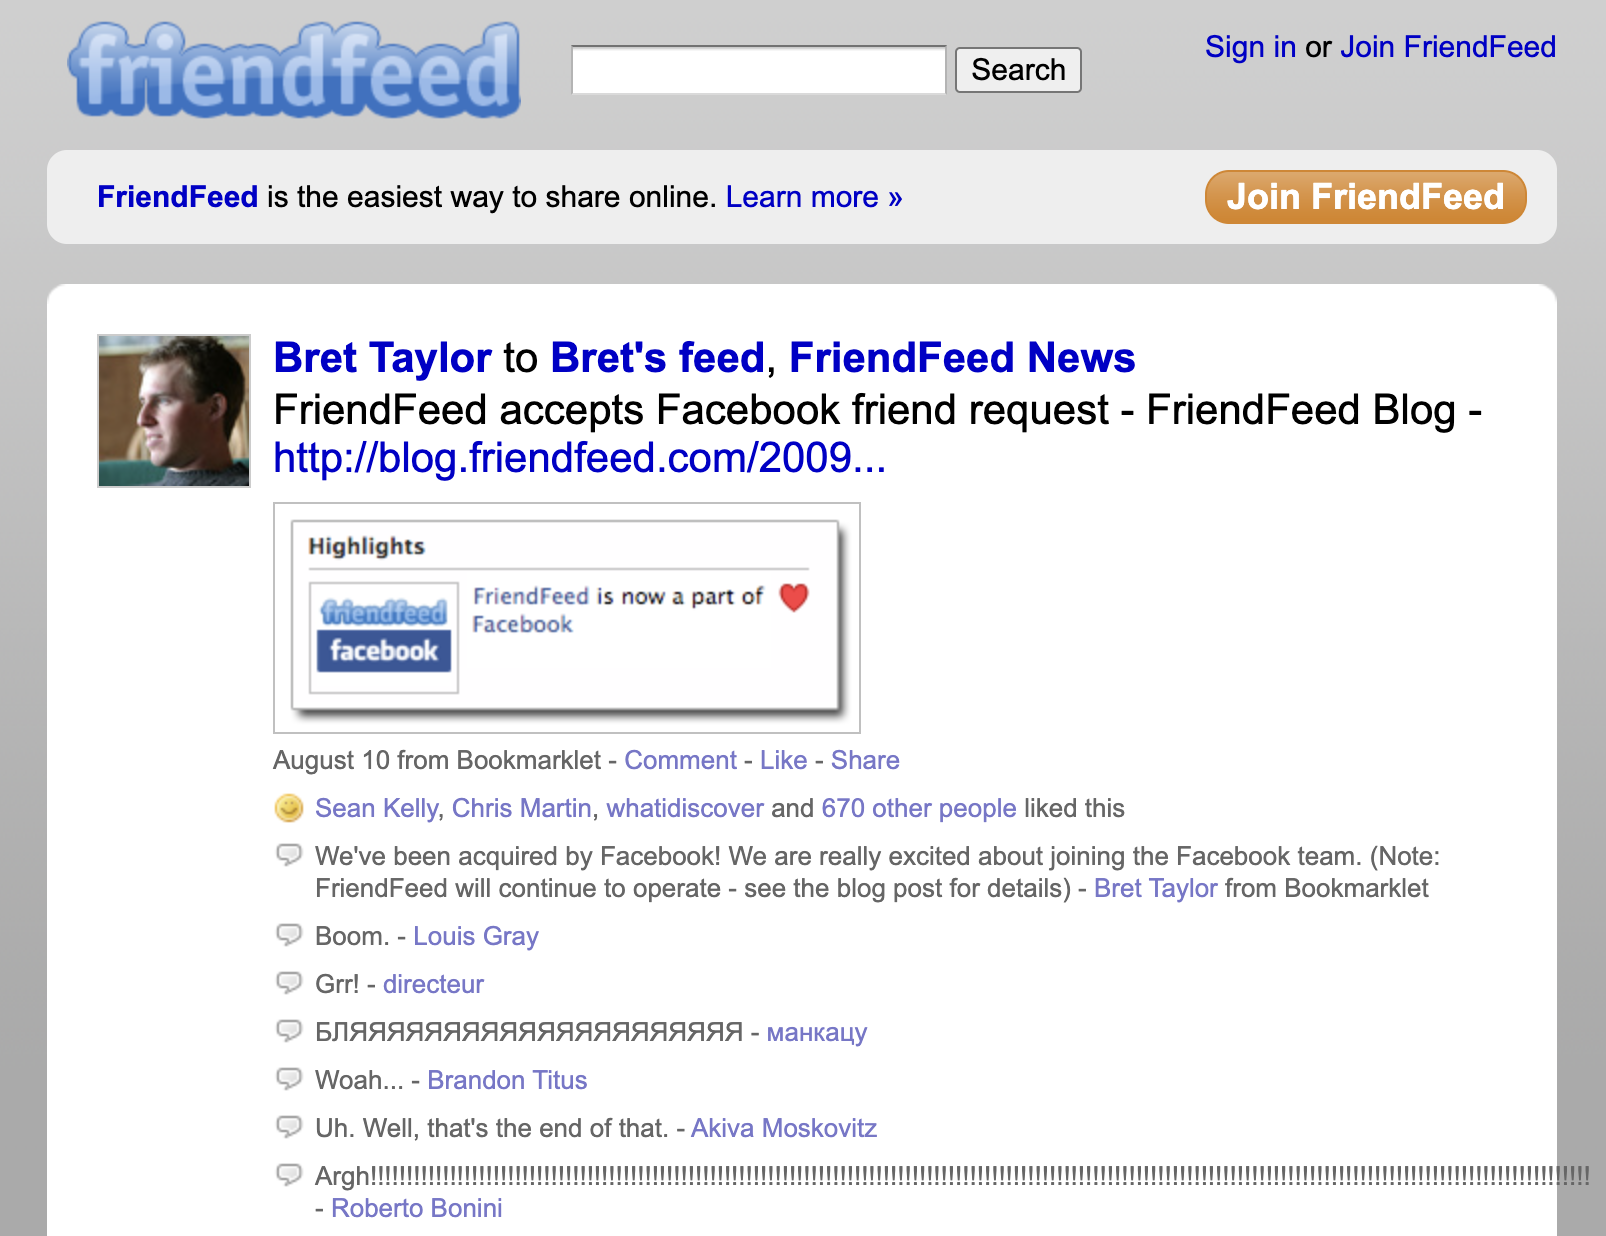 friendfeed
Search
Sign in or Join FriendFeed
FriendFeed is the easiest way to share online. Learn more »
Join FriendFeed
Bret Taylor to Bret's feed, FriendFeed News
FriendFeed accepts Facebook friend request - FriendFeed Blog -
http://blog.friendfeed.com/2009...
Highlights
friendfeed
facebook
FriendFeed is now a part of
Facebook
August 10 from Bookmarklet - Comment - Like - Share
Sean Kelly, Chris Martin, whatidiscover and 670 other people liked this
We've been acquired by Facebook! We are really excited about joining the Facebook team. (Note:
FriendFeed will continue to operate - see the blog post for details) - Bret Taylor from Bookmarklet
Boom. - Louis Gray
Grr! - directeur
БЛЯЯЯЯЯЯЯЯЯЯЯЯЯЯЯЯЯЯЯЯЯ - манкацу
Woah... - Brandon Titus
Uh. Well, that's the end of that. - Akiva Moskovitz
Argh!!!!!!!!!!!!!!!!!!!!!!!!!!!!!!!!!!!!!!!!!!!!!!!!!!!!!!!!!!!!!!!!!!!!!!!!!!!!!!!!!!!!!!!!!!!!!!!!!!!!!!!!!!!!!!!!!!!!!!!!!!!!!!!!!!!!!!!!!!!!!!!!!!!!!!!!!!!!!!!!!!!!!!!!!
- Roberto Bonini